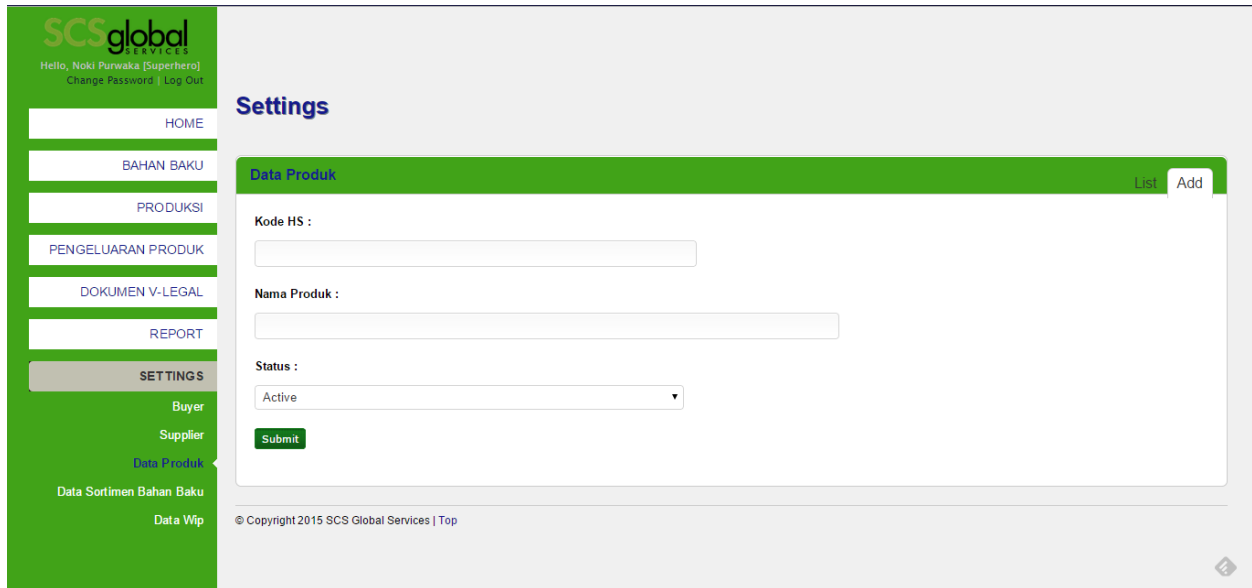 SCSglobal
SERVICES
Hello, Noki Purwaka [Superhero]
Change Password | Log Out
HOME
BAHAN BAKU
PRODUKSI
PENGELUARAN PRODUK
DOKUMEN V-LEGAL
REPORT
SETTINGS
Buyer
Supplier
Data Produk
Data Sortimen Bahan Baku
Data Wip
Settings
Data Produk
List Add
Kode HS :
Nama Produk :
Status :
Active
Submit
© Copyright 2015 SCS Global Services | Top